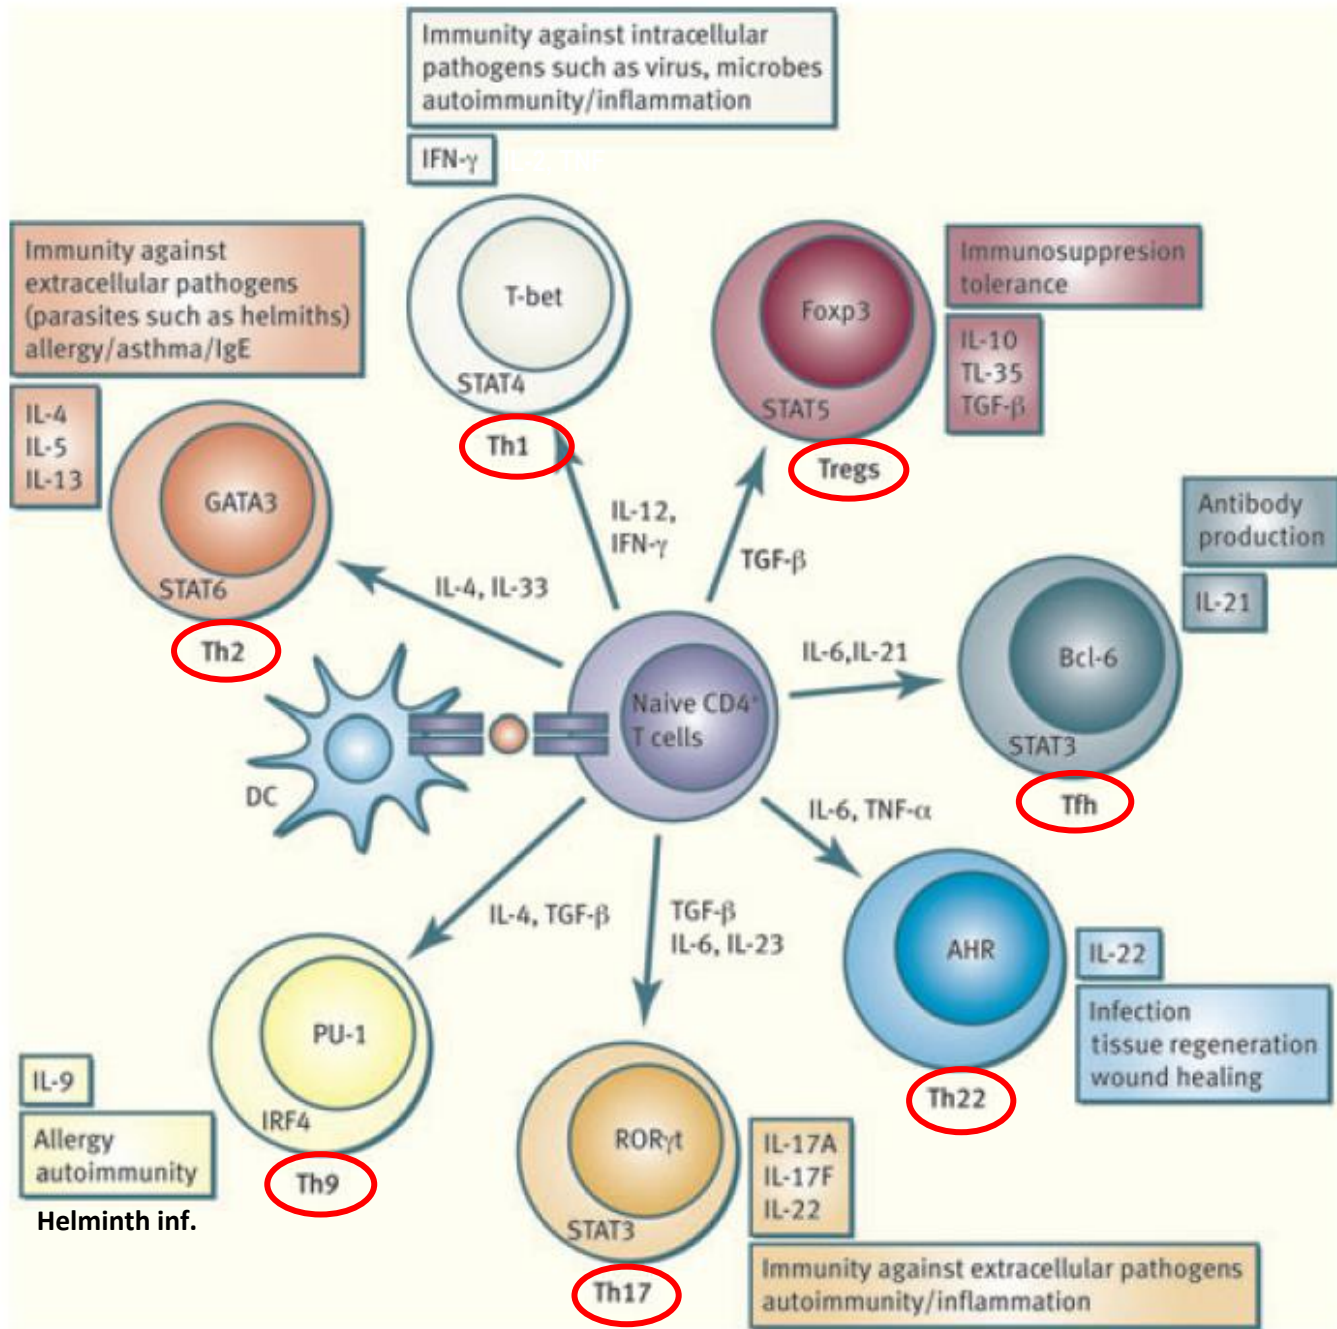 Immunity against intracellular
pathogens such as virus, microbes
autoimmunity/inflammation
IFN-γ
T-bet
STAT4
Th1
IL-12,
IFN-γ
Immunity against
extracellular pathogens
(parasites such as helmiths)
allergy/asthma/IgE
IL-4
IL-5
IL-13
GATA3
STAT6
Th2
IL-4, IL-33
Foxp3
STAT5
Tregs
TGF-β
Immunosuppresion
tolerance
IL-10
TL-35
TGF-β
Antibody
production
IL-21
Bcl-6
STAT3
Tfh
IL-6,IL-21
Naive CD4⁺
T cells
DC
IL-6, TNF-α
AHR
Th22
IL-22
Infection
tissue regeneration
wound healing
IL-4, TGF-β
PU-1
IRF4
Th9
IL-9
Allergy
autoimmunity
Helminth inf.
TGF-β
IL-6, IL-23
RORγt
STAT3
Th17
IL-17A
IL-17F
IL-22
Immunity against extracellular pathogens
autoimmunity/inflammation